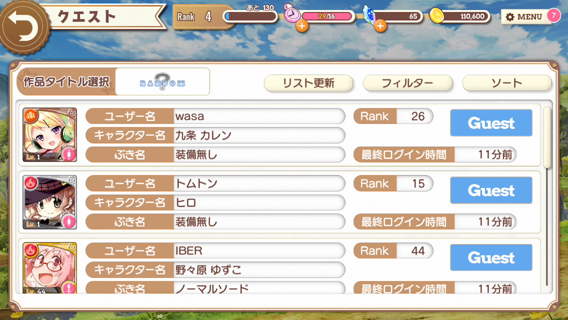 クエスト
Rank 4
あと 130
29/16
65
110,600
MENU
?
作品タイトル選択
RANDOM
?
リスト更新
フィルター
ソート
ユーザー名 wasa Rank 26
キャラクター名 九条 カレン
Guest
ぶき名 装備無し 最終ログイン時間 11分前
Lv.1
ユーザー名 トムトン Rank 15
キャラクター名 ヒロ
Guest
ぶき名 装備無し 最終ログイン時間 11分前
Lv.1
ユーザー名 IBER Rank 44
キャラクター名 野々原 ゆずこ
Guest
ぶき名 ノーマルソード 最終ログイン時間 11分前